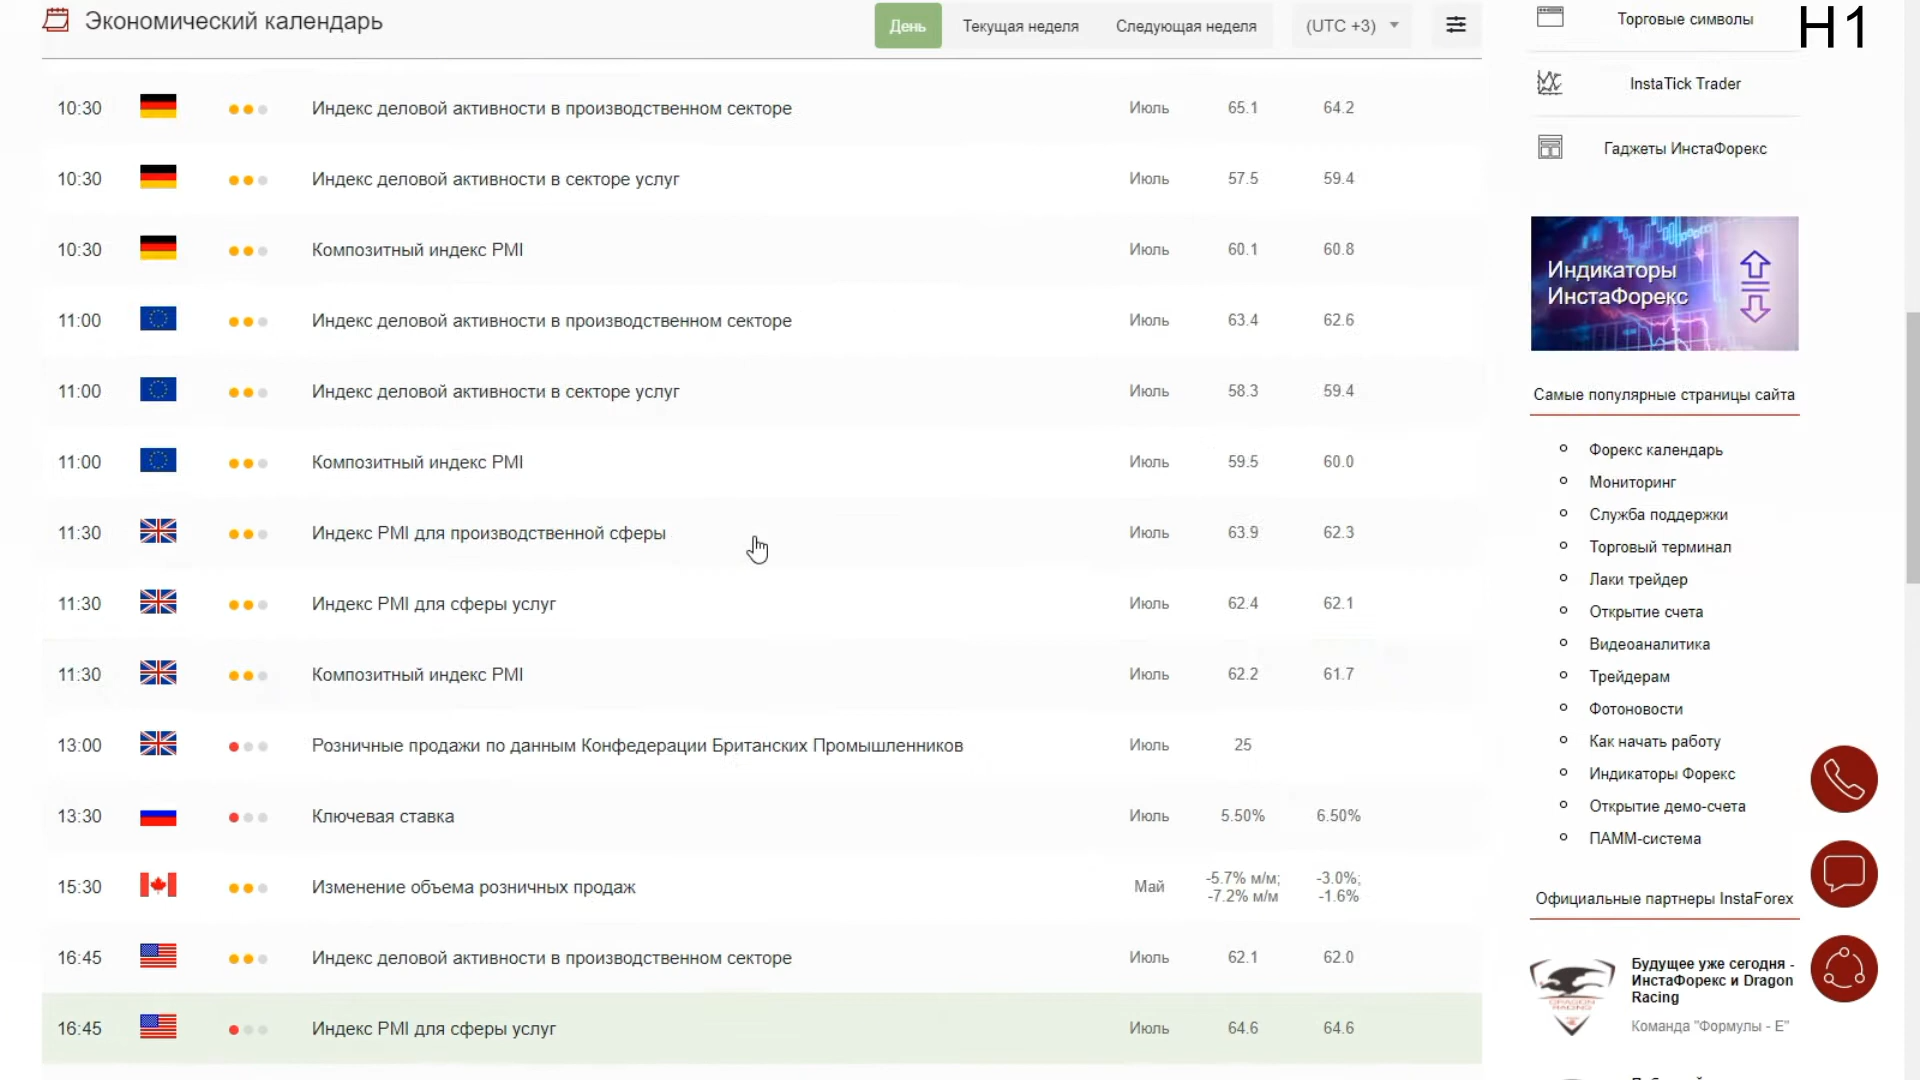 Экономический календарь
День
Текущая неделя
Следующая неделя
(UTC +3)
10:30 Индекс деловой активности в производственном секторе Июль 65.1 64.2
10:30 Индекс деловой активности в секторе услуг Июль 57.5 59.4
10:30 Композитный индекс PMI Июль 60.1 60.8
11:00 Индекс деловой активности в производственном секторе Июль 63.4 62.6
11:00 Индекс деловой активности в секторе услуг Июль 58.3 59.4
11:00 Композитный индекс PMI Июль 59.5 60.0
11:30 Индекс PMI для производственной сферы Июль 63.9 62.3
11:30 Индекс PMI для сферы услуг Июль 62.4 62.1
11:30 Композитный индекс PMI Июль 62.2 61.7
13:00 Розничные продажи по данным Конфедерации Британских Промышленников Июль 25
13:30 Ключевая ставка Июль 5.50% 6.50%
15:30 Изменение объема розничных продаж Май -5.7% м/м; -3.0%;
-7.2% м/м -1.6%
16:45 Индекс деловой активности в производственном секторе Июль 62.1 62.0
16:45 Индекс PMI для сферы услуг Июль 64.6 64.6
Торговые символы
H1
InstaTick Trader
Гаджеты ИнстаФорекс
Индикаторы
ИнстаФорекс
Самые популярные страницы сайта
Форекс календарь
Мониторинг
Служба поддержки
Торговый терминал
Лаки трейдер
Открытие счета
Видеоаналитика
Трейдерам
Фотоновости
Как начать работу
Индикаторы Форекс
Открытие демо-счета
ПАММ-система
Официальные партнеры InstaForex
DRAGON
RACING
Будущее уже сегодня -
ИнстаФорекс и Dragon
Racing
Команда "Формулы - E"